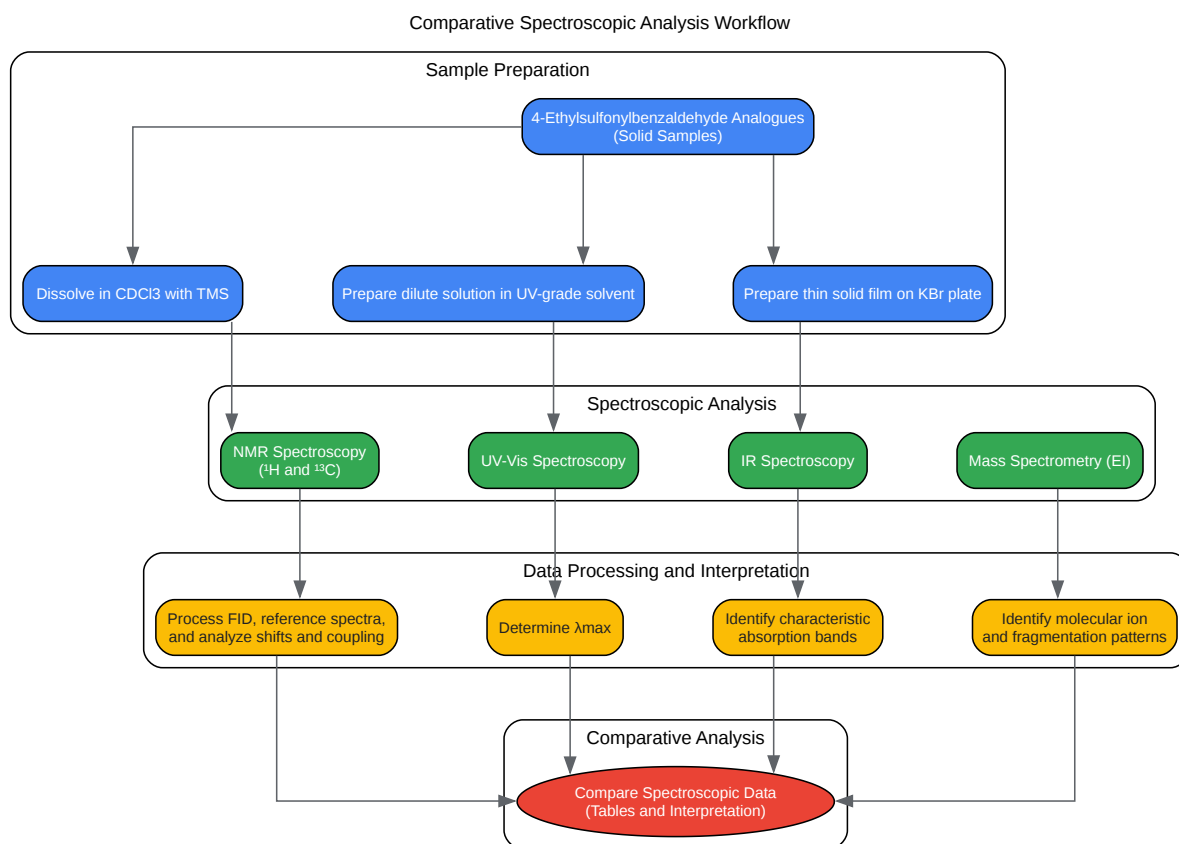 Comparative Spectroscopic Analysis Workflow
Sample Preparation
4-Ethylsulfonylbenzaldehyde Analogues
(Solid Samples)
Dissolve in CDCl3 with TMS
Prepare dilute solution in UV-grade solvent
Prepare thin solid film on KBr plate
Spectroscopic Analysis
NMR Spectroscopy
(¹H and ¹³C)
UV-Vis Spectroscopy
IR Spectroscopy
Mass Spectrometry (EI)
Data Processing and Interpretation
Process FID, reference spectra,
and analyze shifts and coupling
Determine λmax
Identify characteristic
absorption bands
Identify molecular ion
and fragmentation patterns
Comparative Analysis
Compare Spectroscopic Data
(Tables and Interpretation)